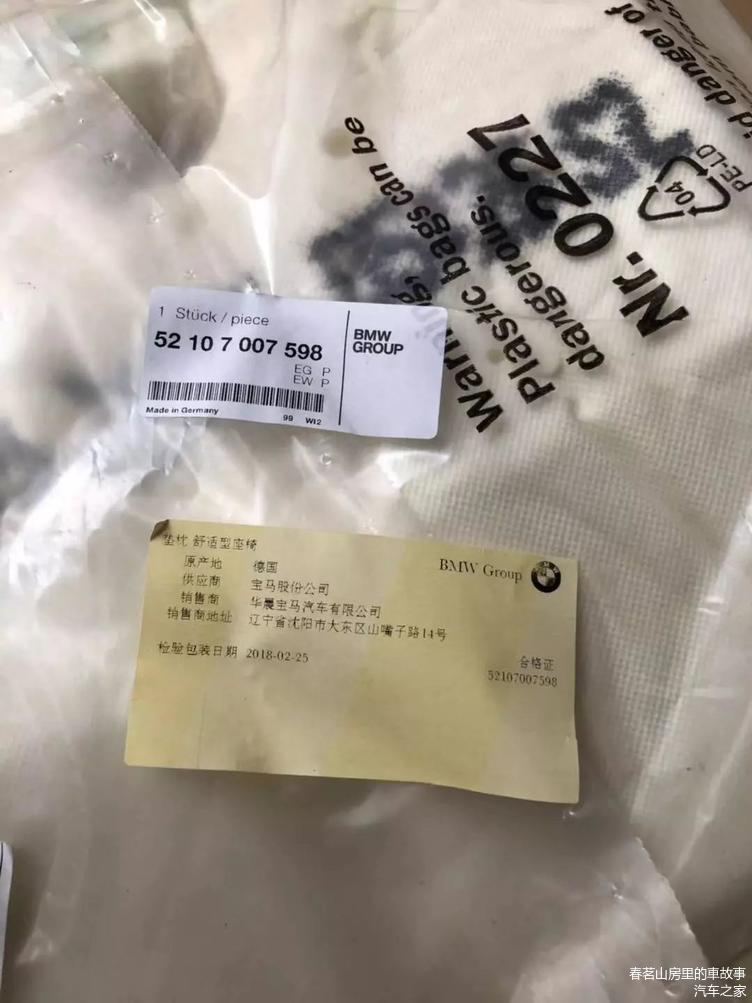 d danger of
PE-LD
04
Nr. 0227
Warning,
Plastic bags can be
dangerous.
1 Stück / piece
52 10 7 007 598
EG P
EW P
Made in Germany
99 WI2
BMW
GROUP
垫枕 舒适型座椅
原产地 德国
供应商 宝马股份公司
销售商 华晨宝马汽车有限公司
销售商地址 辽宁省沈阳市大东区山嘴子路14号
检验包装日期 2018-02-25
BMW Group
合格证
52107007598
春茗山房里的車故事
汽车之家